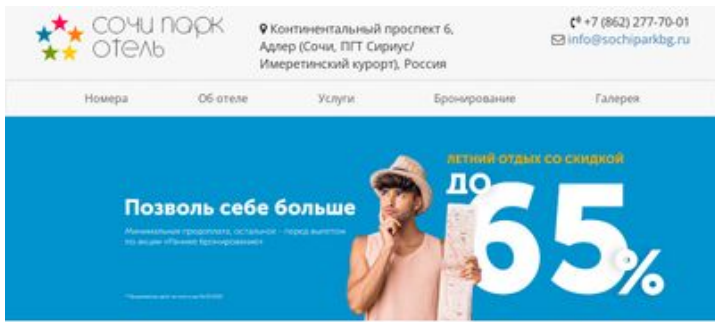 сочи парк
отель
Континентальный проспект 6,
Адлер (Сочи, ПГТ Сириус/
Имеретинский курорт), Россия
+7 (862) 277-70-01
info@sochiparkbg.ru
Номера Об отеле Услуги Бронирование Галерея
ЛЕТНИЙ ОТДЫХ СО СКИДКОЙ
ДО
65%
Позволь себе больше
Минимальная предоплата, остальное – перед вылетом
по акции «Раннее бронирование»